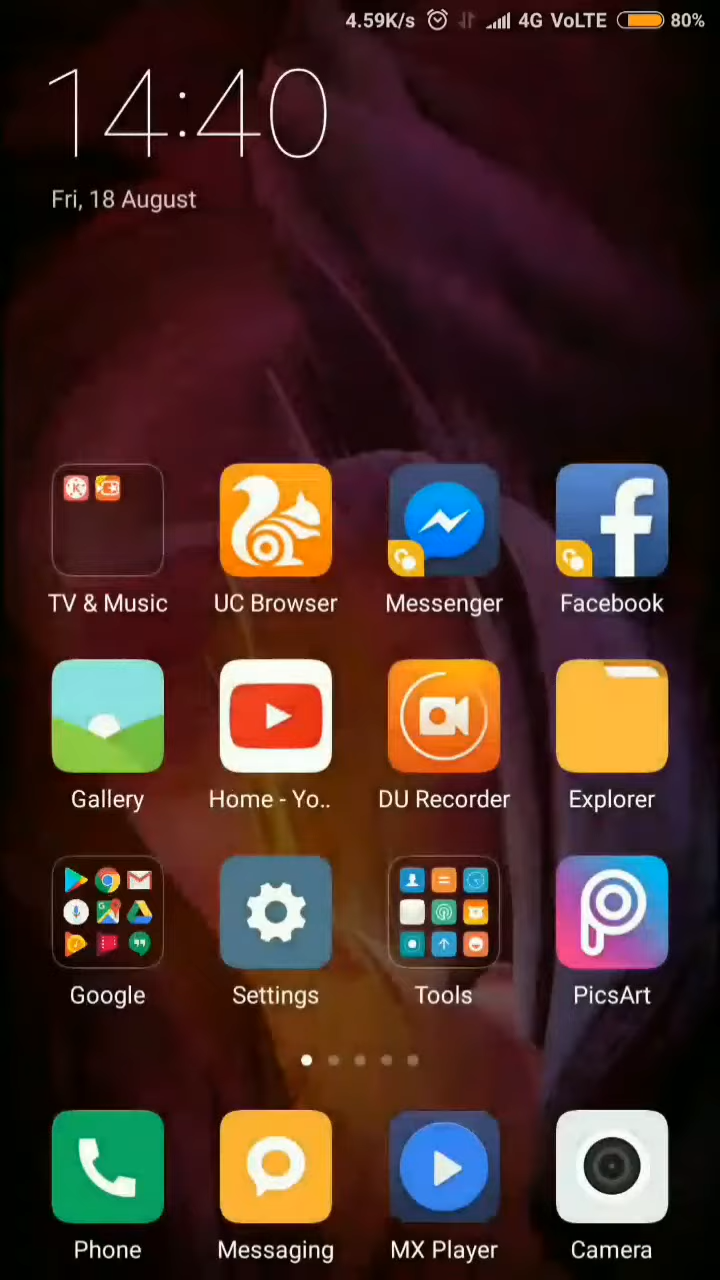 4.59K/s 4G VoLTE 80%
14:40
Fri, 18 August
TV & Music UC Browser Messenger Facebook
Gallery Home - Yo.. DU Recorder Explorer
Google Settings Tools PicsArt
Phone Messaging MX Player Camera